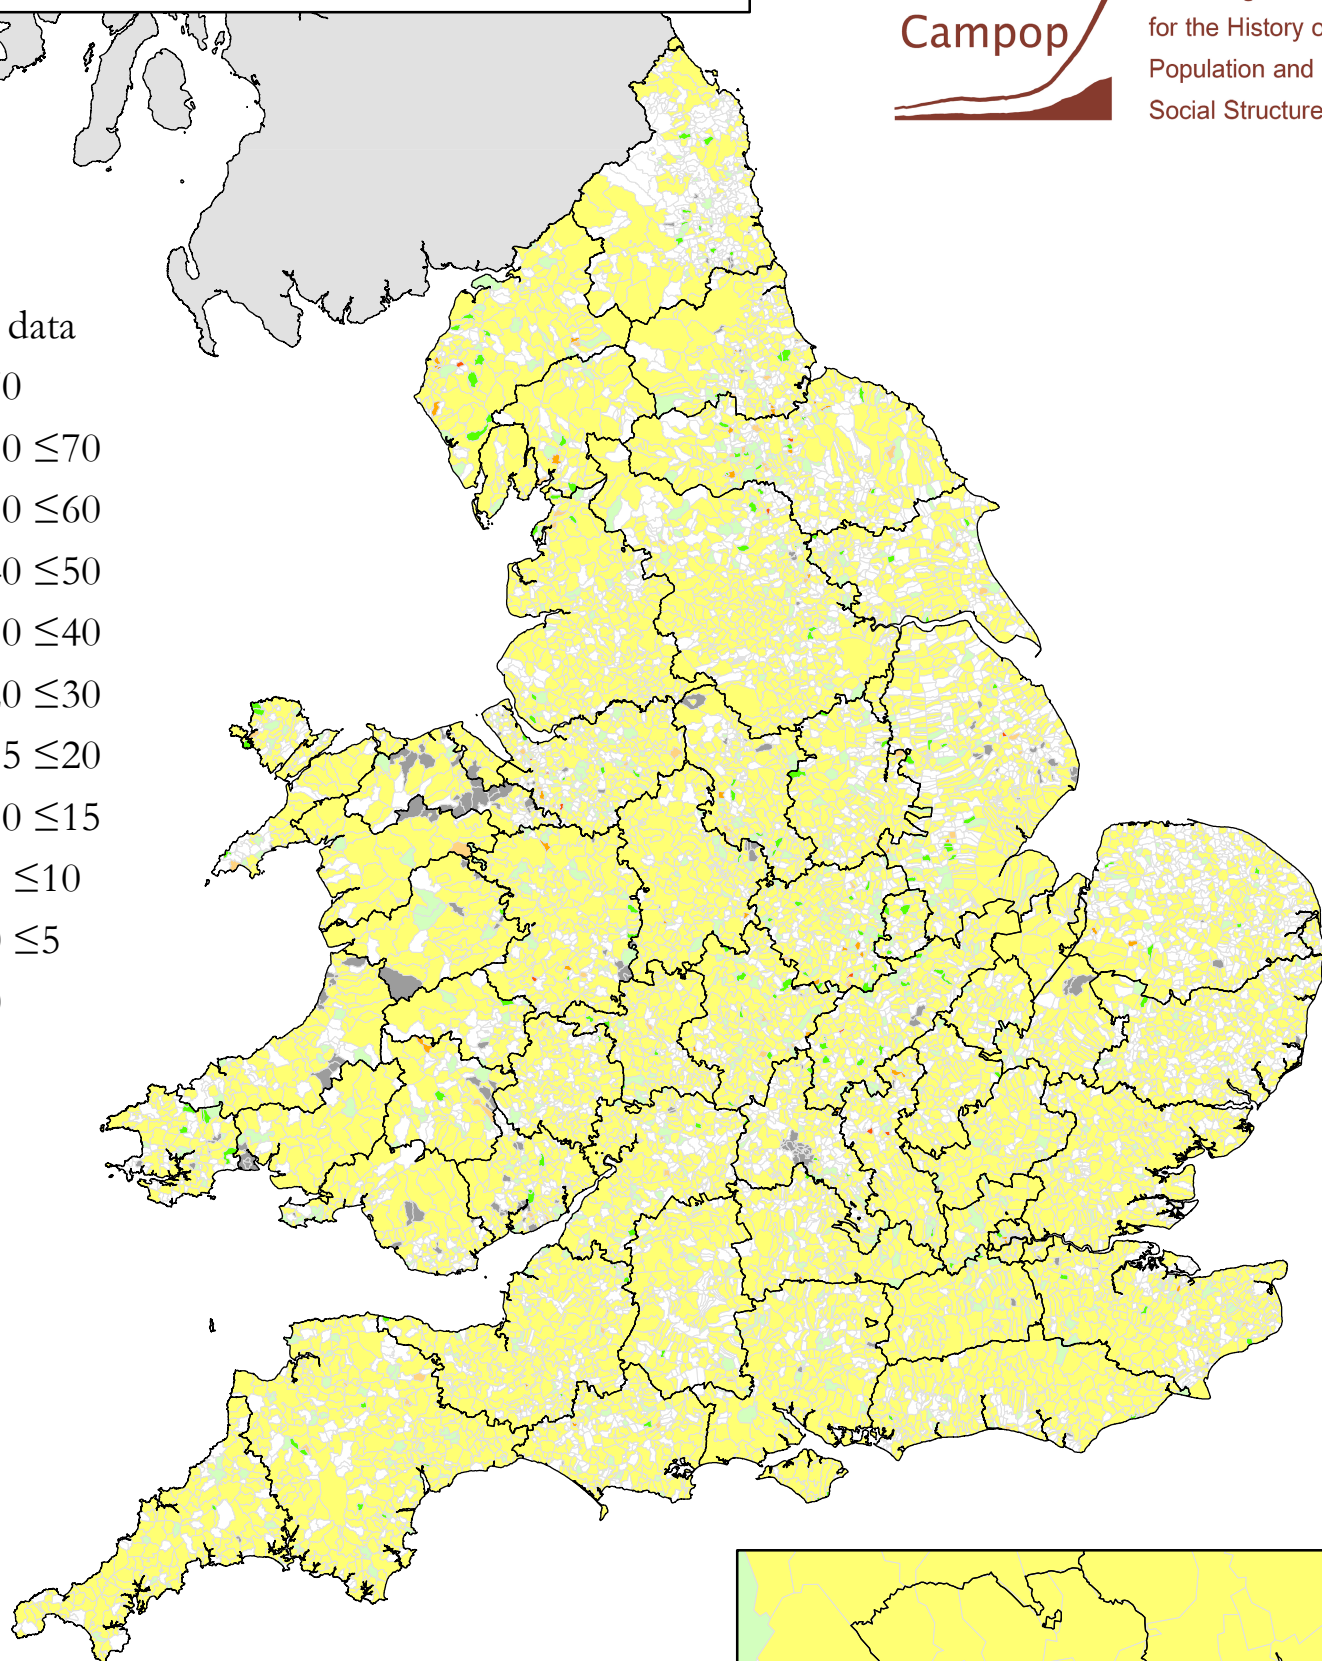 Campop
for the History
Population and
Social Structure
data
0 ≤70
0 ≤60
0 ≤50
0 ≤40
0 ≤30
5 ≤20
0 ≤15
≤10
≤5